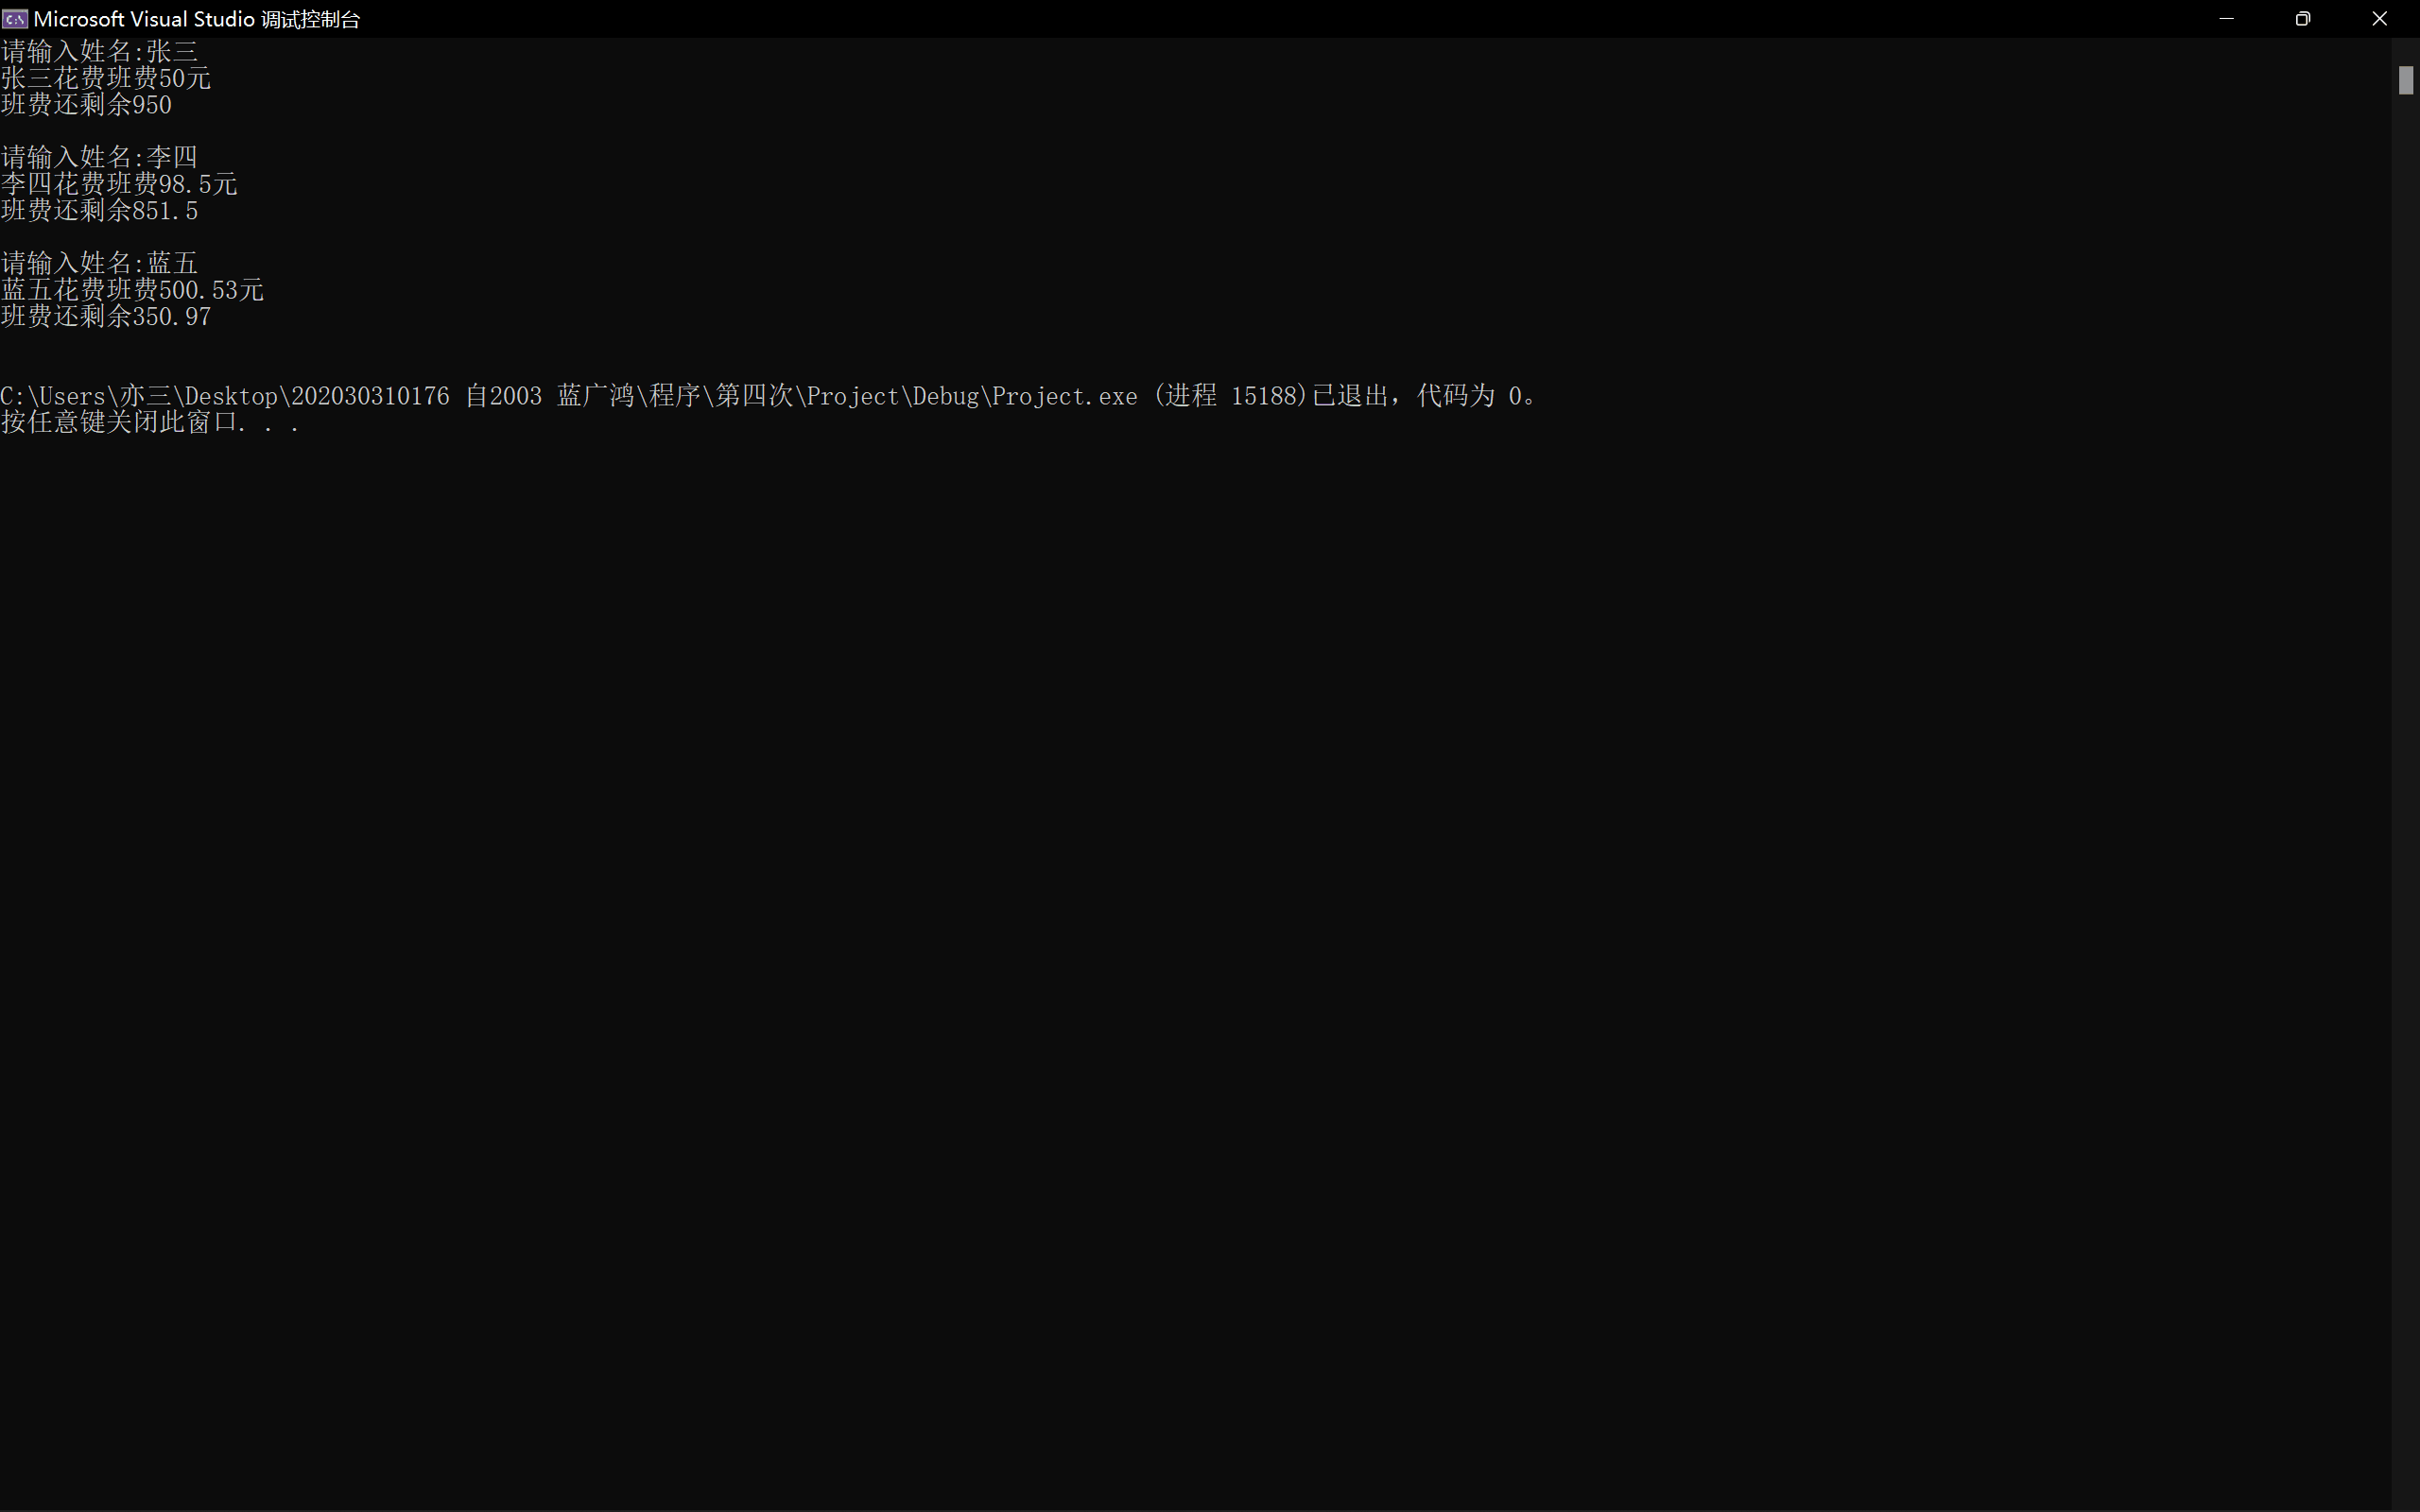 Microsoft Visual Studio 调试控制台
请输入姓名:张三
张三花费班费50元
班费还剩余950
请输入姓名:李四
李四花费班费98.5元
班费还剩余851.5
请输入姓名:蓝五
蓝五花费班费500.53元
班费还剩余350.97
C:\Users\亦三\Desktop\202030310176 自2003 蓝广鸿\程序\第四次\Project\Debug\Project.exe (进程 15188)已退出，代码为 0。
按任意键关闭此窗口. . .